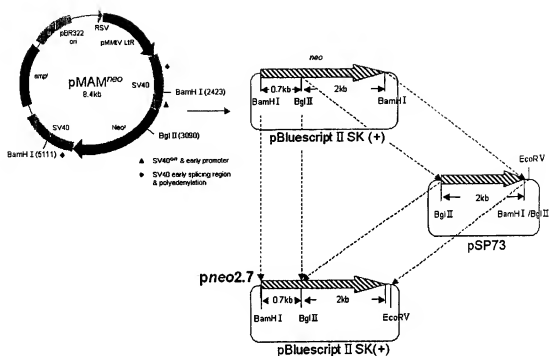 RSV
pBR322
ori
pMMTV LTR
ampʳ
SV40
pMAMneo
8.4kb
BamH I (2423)
SV40
Neoʳ
Bgl II (3090)
BamH I (5111)
▲ SV40ori & early promoter
◆ SV40 early splicing region
& polyadenylation
neo
0.7kb
2kb
BamH I
Bgl II
BamH I
pBluescript II SK (+)
EcoRV
2kb
Bgl II
BamH I /Bgl II
pSP73
pneo2.7
0.7kb
2kb
BamH I
Bgl II
EcoRV
pBluescript II SK(+)